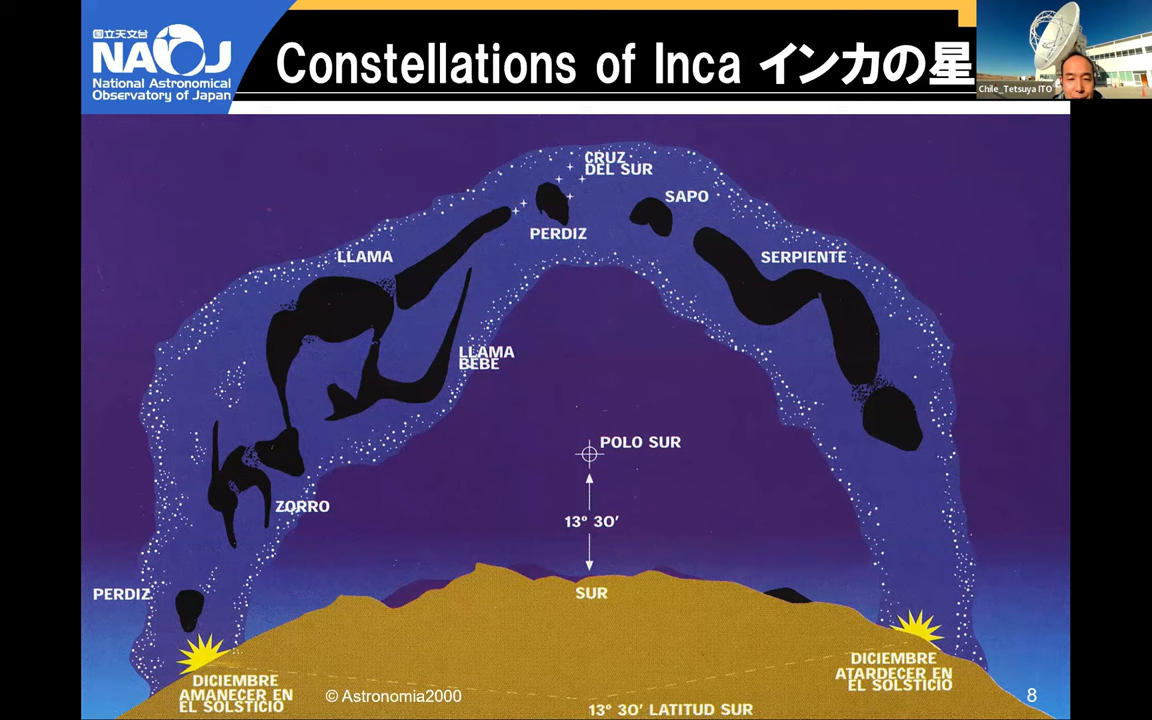 国立天文台
NAOJ
National Astronomical
Observatory of Japan
Constellations of Inca インカの星
Chile_Tetsuya ITO
CRUZ
DEL SUR
SAPO
PERDIZ
LLAMA
SERPIENTE
LLAMA
BEBE
POLO SUR
ZORRO
13° 30'
PERDIZ
SUR
DICIEMBRE
AMANECER EN
EL SOLSTICIO
© Astronomia2000
DICIEMBRE
ATARDECER EN
EL SOLSTICIO
13° 30' LATITUD SUR
8